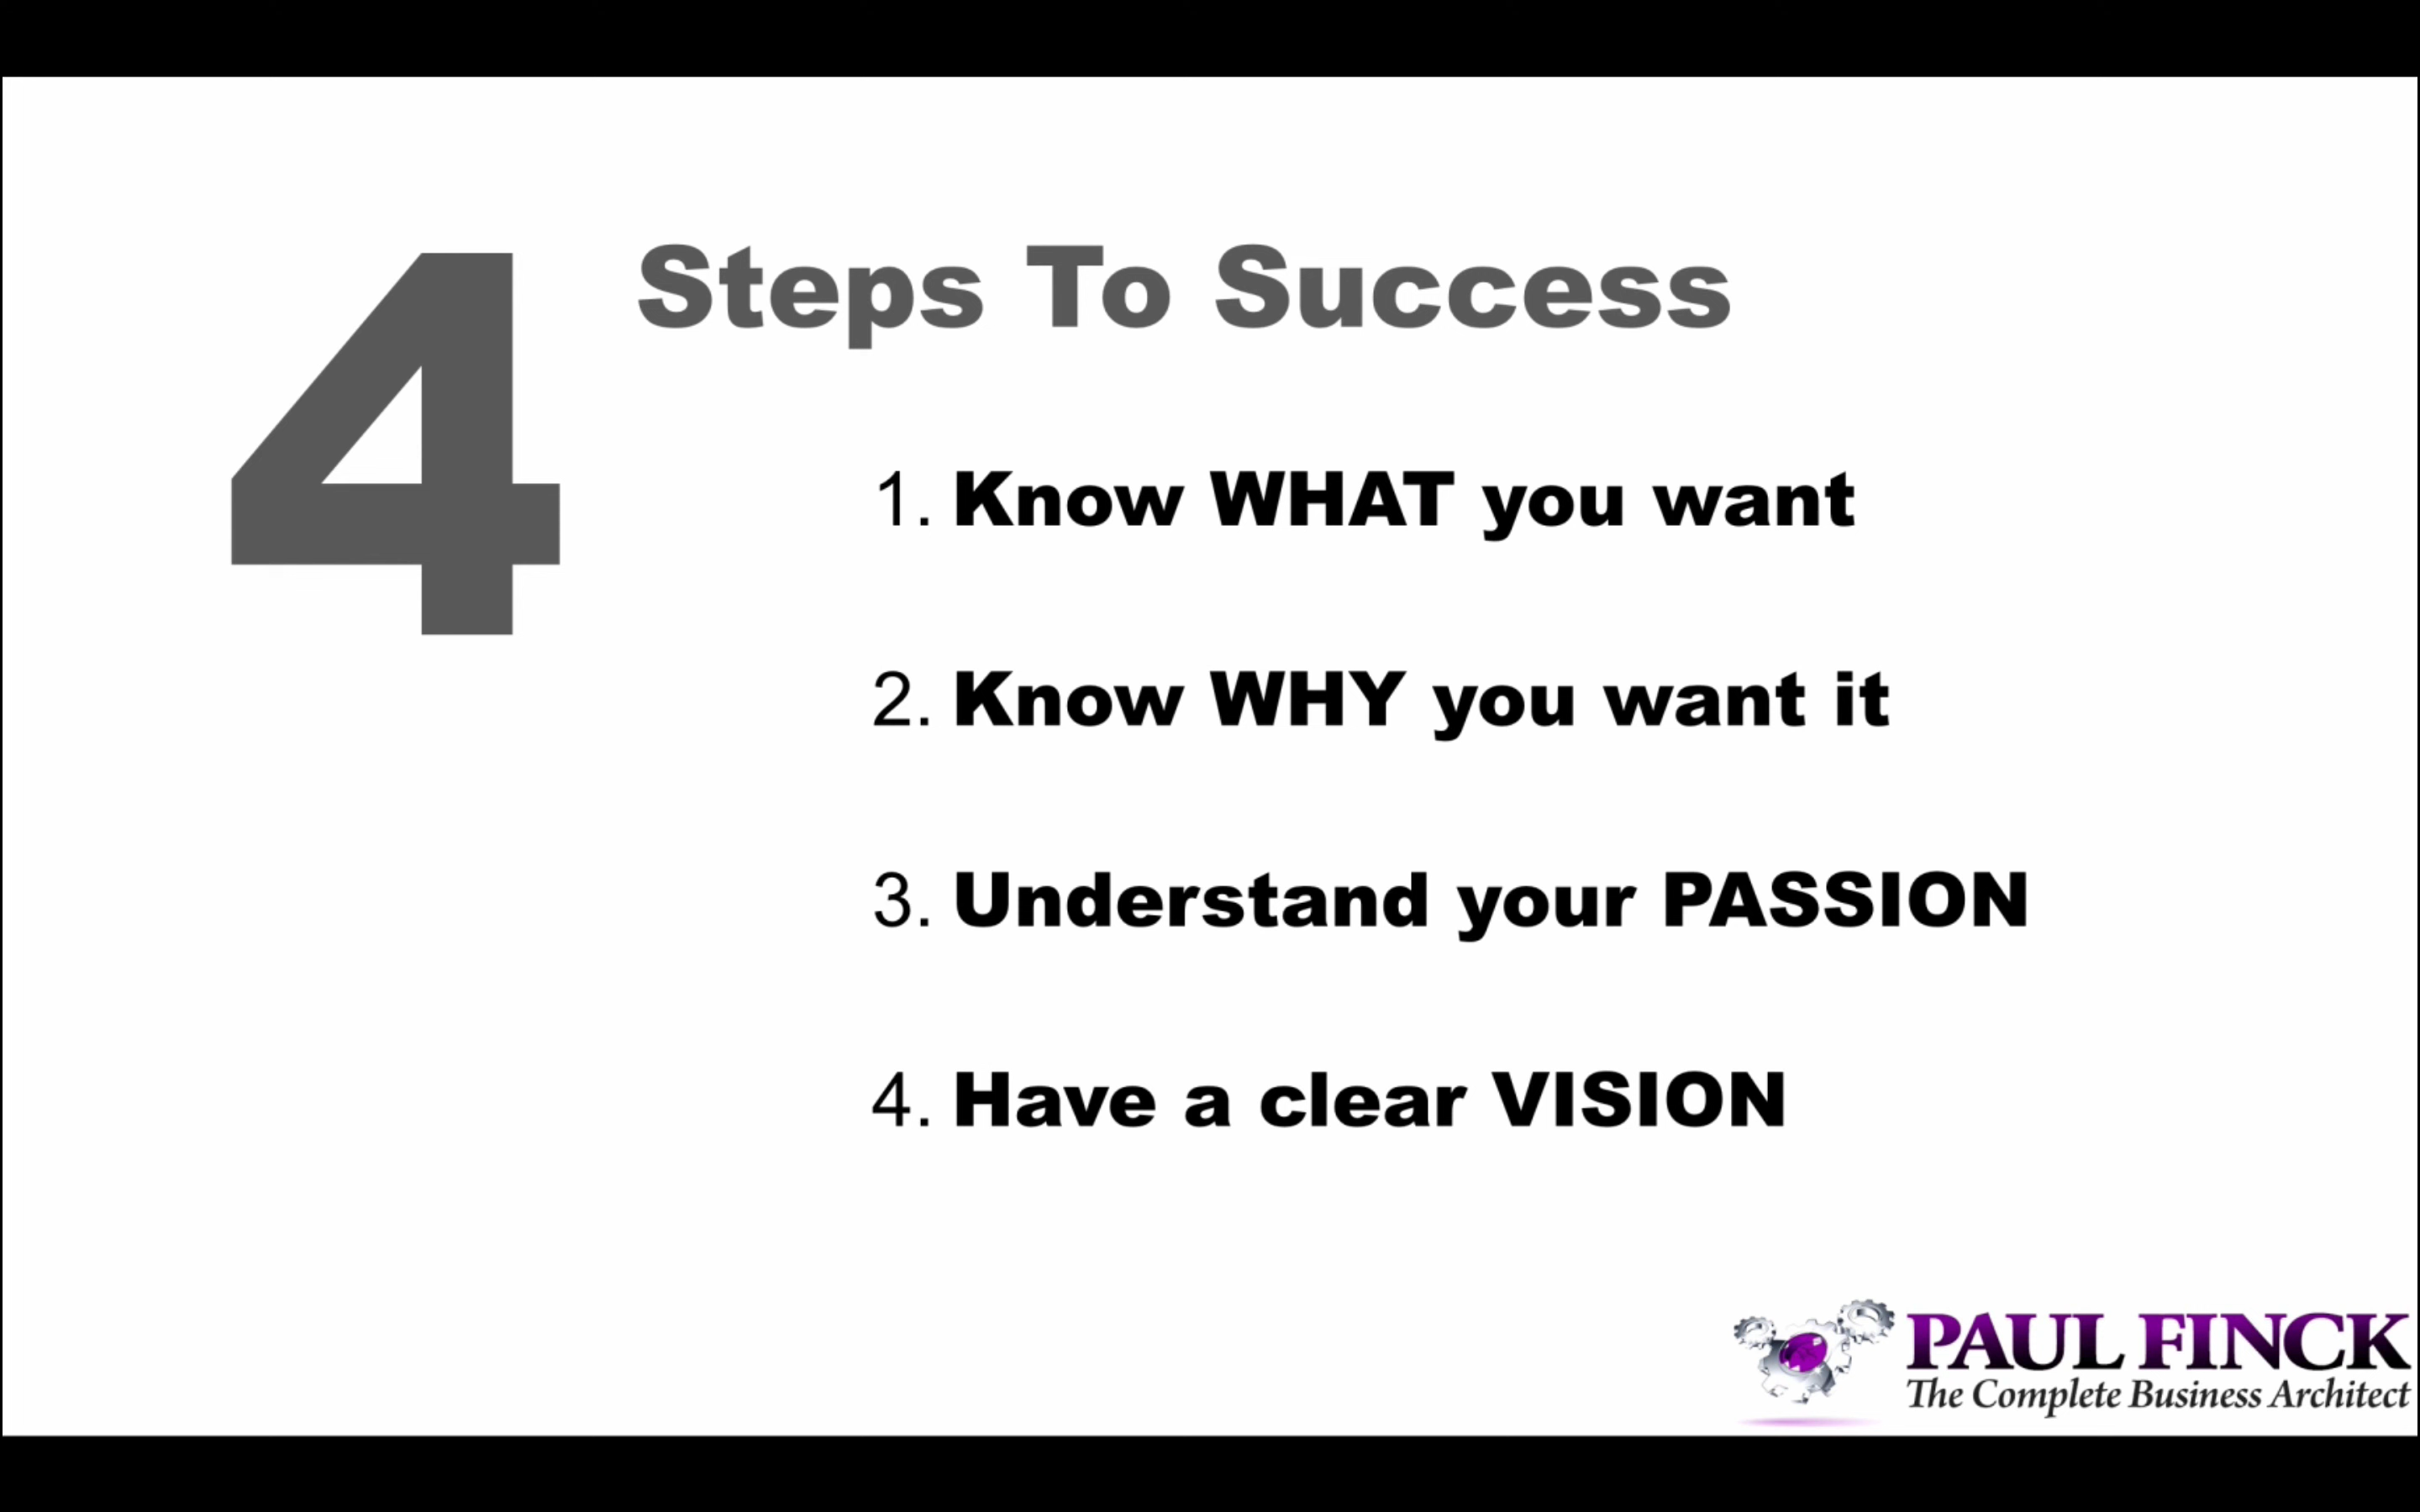 4
Steps To Success
1. Know WHAT you want
2. Know WHY you want it
3. Understand your PASSION
4. Have a clear VISION
PAUL FINCK
The Complete Business Architect